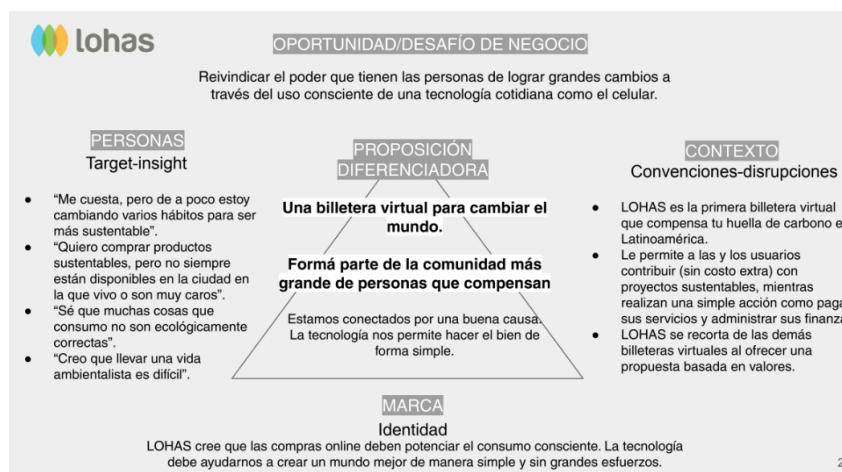 lohas
OPORTUNIDAD/DESAFÍO DE NEGOCIO
Reivindicar el poder que tienen las personas de lograr grandes cambios a
través del uso consciente de una tecnología cotidiana como el celular.
PERSONAS
Target-insight
● “Me cuesta, pero de a poco estoy
cambiando varios hábitos para ser
más sustentable”.
● “Quiero comprar productos
sustentables, pero no siempre
están disponibles en la ciudad en
la que vivo o son muy caros”.
● “Sé que muchas cosas que
consumo no son ecológicamente
correctas”.
● “Creo que llevar una vida
ambientalista es difícil”.
PROPOSICIÓN
DIFERENCIADORA
Una billetera virtual para cambiar el
mundo.
Formá parte de la comunidad más
grande de personas que compensan
Estamos conectados por una buena causa.
La tecnología nos permite hacer el bien de
forma simple.
CONTEXTO
Convenciones-disrupciones
● LOHAS es la primera billetera virtual
que compensa tu huella de carbono e
Latinoamérica.
● Le permite a las y los usuarios
contribuir (sin costo extra) con
proyectos sustentables, mientras
realizan una simple acción como paga
sus servicios y administrar sus finanza
● LOHAS se recorta de las demás
billeteras virtuales al ofrecer una
propuesta basada en valores.
MARCA
Identidad
LOHAS cree que las compras online deben potenciar el consumo consciente. La tecnología
debe ayudarnos a crear un mundo mejor de manera simple y sin grandes esfuerzos.
2